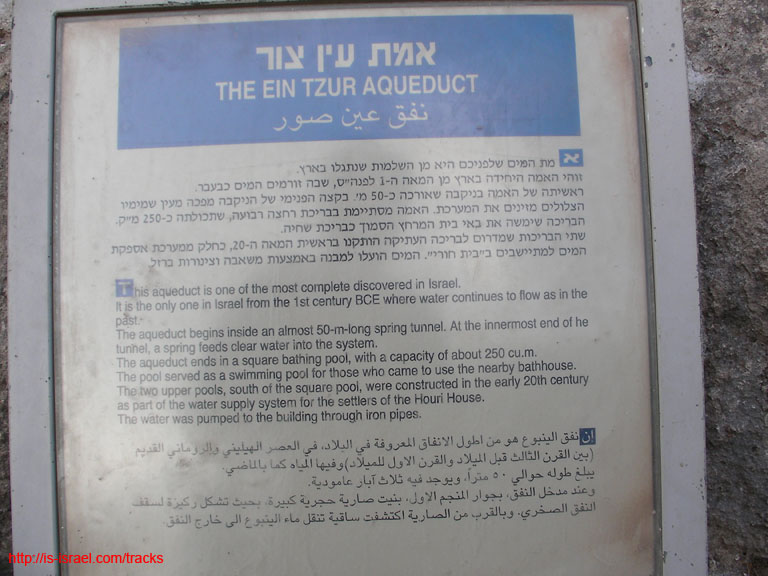 אמת עין צור
THE EIN TZUR AQUEDUCT
نفق عين صور
אמת המים שלפניכם היא מן השלמות שנתגלו בארץ.
זוהי האמה היחידה בארץ מן המאה ה-1 לפנה"ס, שבה זורמים המים כבעבר.
ראשיתה של האמה בניקבה שאורכה כ-50 מ'. בקצה הפנימי של הניקבה מפכה מעין שמימיו
הצלולים מזינים את המערכת. האמה מסתיימת בבריכת רחצה רבועה, שתכולתה כ-250 מ"ק.
הבריכה שימשה את באי בית המרחץ הסמוך כבריכת שחיה.
שתי הבריכות שמדרום לבריכה העתיקה הותקנו בראשית המאה ה-20, כחלק ממערכת אספקת
המים למתיישבים ב"בית חורי". המים הועלו למבנה באמצעות משאבה וצינורות ברזל.
This aqueduct is one of the most complete discovered in Israel.
It is the only one in Israel from the 1st century BCE where water continues to flow as in the
past.
The aqueduct begins inside an almost 50-m-long spring tunnel. At the innermost end of he
tunnel, a spring feeds clear water into the system.
The aqueduct ends in a square bathing pool, with a capacity of about 250 cu.m.
The pool served as a swimming pool for those who came to use the nearby bathhouse.
The two upper pools, south of the square pool, were constructed in the early 20th century
as part of the water supply system for the settlers of the Houri House.
The water was pumped to the building through iron pipes.
إن نفق الينبوع هو من اطول الانفاق المعروفة في البلاد، في العصر الهيليني والروماني القديم
(بين القرن الثالث قبل الميلاد والقرن الاول للميلاد) وفيها المياه كما بالماضي.
يبلغ طوله حوالي ٥٠ متراً، ويوجد فيه ثلاث آبار عامودية.
وعند مدخل النفق، بجوار المنجم الاول، بنيت صارية حجرية كبيرة، بحيث تشكل ركيزة لسقف
النفق الصخري. وبالقرب من الصارية اكتشفت ساقية تنقل ماء الينبوع الى خارج النفق.
http://is-israel.com/tracks